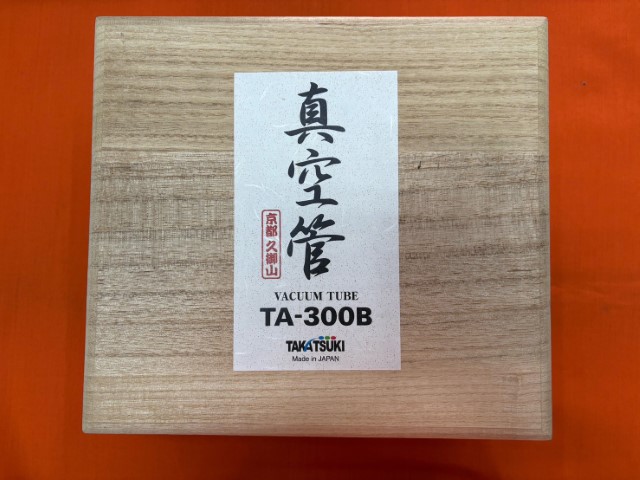 真空管
京都 久御山
VACUUM TUBE
TA-300B
TAKATSUKI
Made in JAPAN